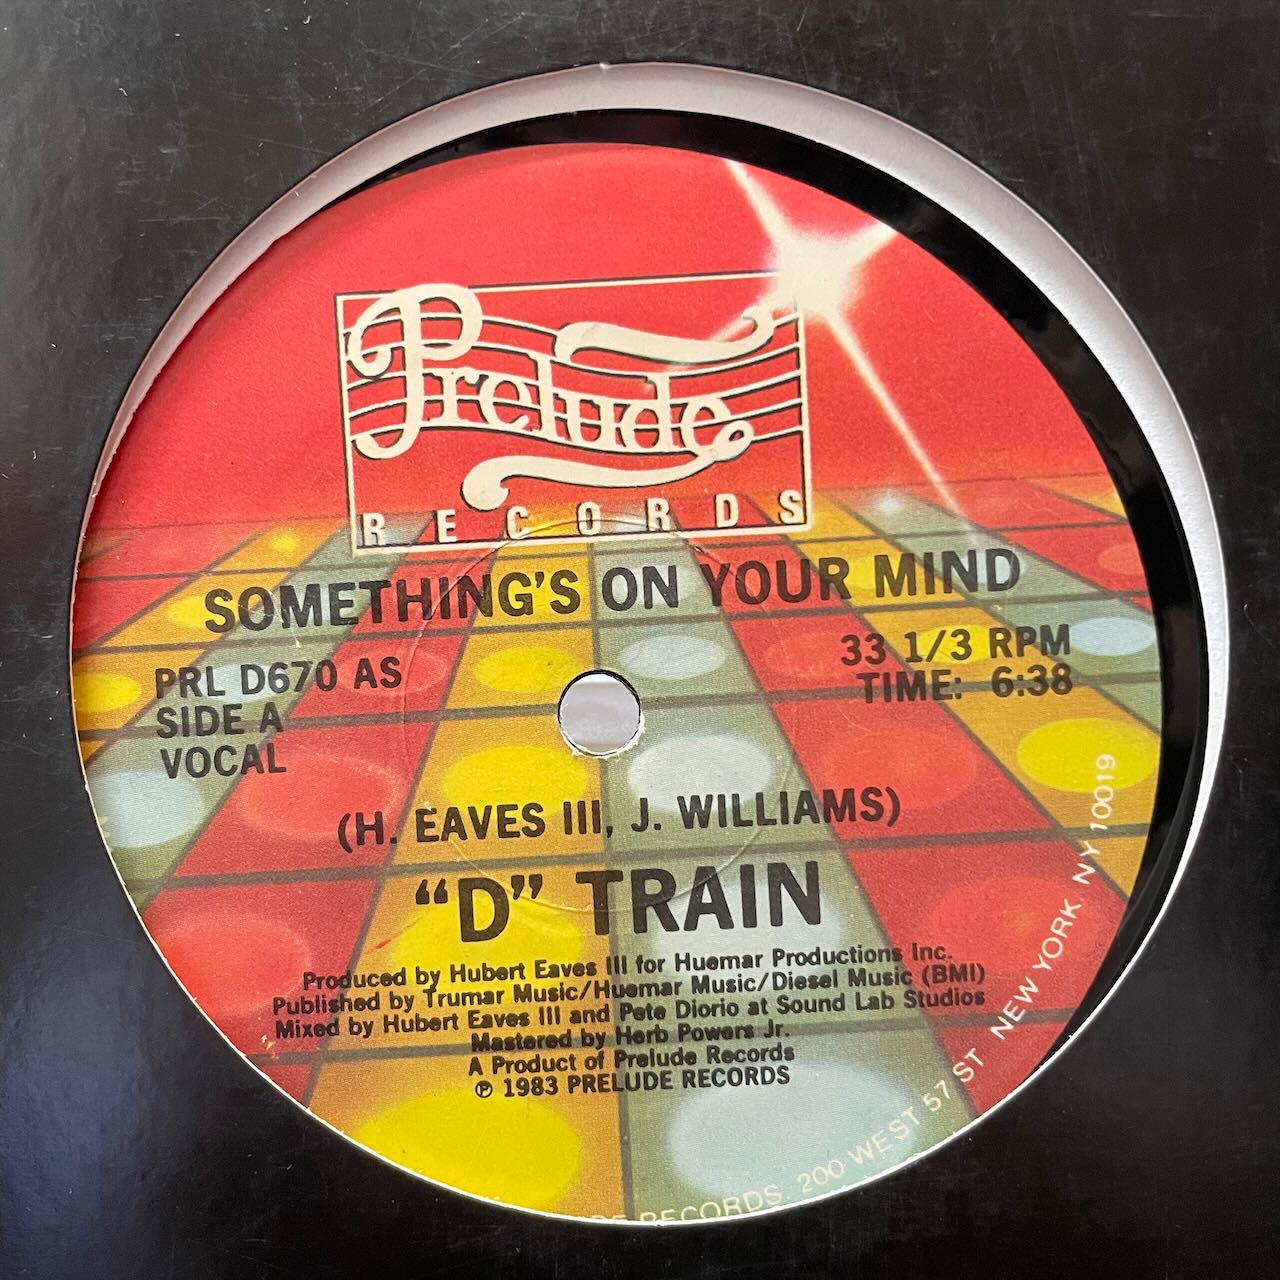 Prelude
RECORDS
SOMETHING'S ON YOUR MIND
PRL D670 AS
SIDE A
VOCAL
33 1/3 RPM
TIME: 6:38
(H. EAVES III, J. WILLIAMS)
"D" TRAIN
Produced by Hubert Eaves III for Huemar Productions Inc.
Published by Trumar Music/Huemar Music/Diesel Music (BMI)
Mixed by Hubert Eaves III and Pete Diorio at Sound Lab Studios
Mastered by Herb Powers Jr.
A Product of Prelude Records
℗ 1983 PRELUDE RECORDS
RECORDS. 200 WEST 57 ST NEW YORK. NY 10019